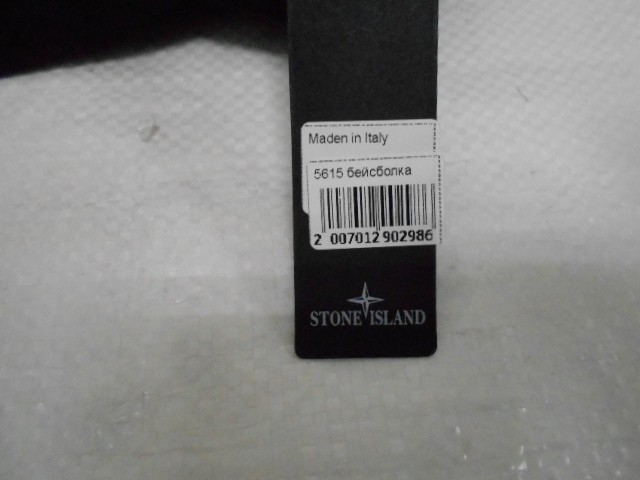 Maden in Italy
5615 бейсболка
2 007012 902986
STONE ISLAND